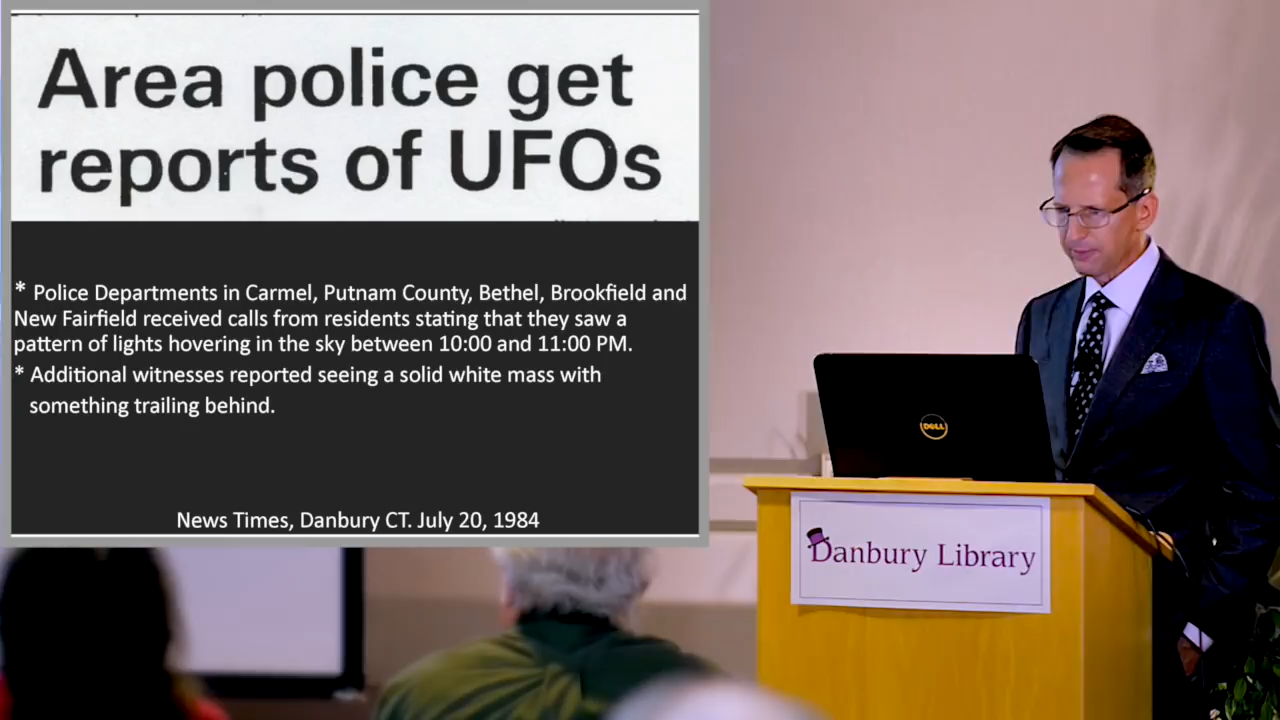 Area police get
reports of UFOs
* Police Departments in Carmel, Putnam County, Bethel, Brookfield and
New Fairfield received calls from residents stating that they saw a
pattern of lights hovering in the sky between 10:00 and 11:00 PM.
* Additional witnesses reported seeing a solid white mass with
something trailing behind.
News Times, Danbury CT. July 20, 1984
DELL
Danbury Library